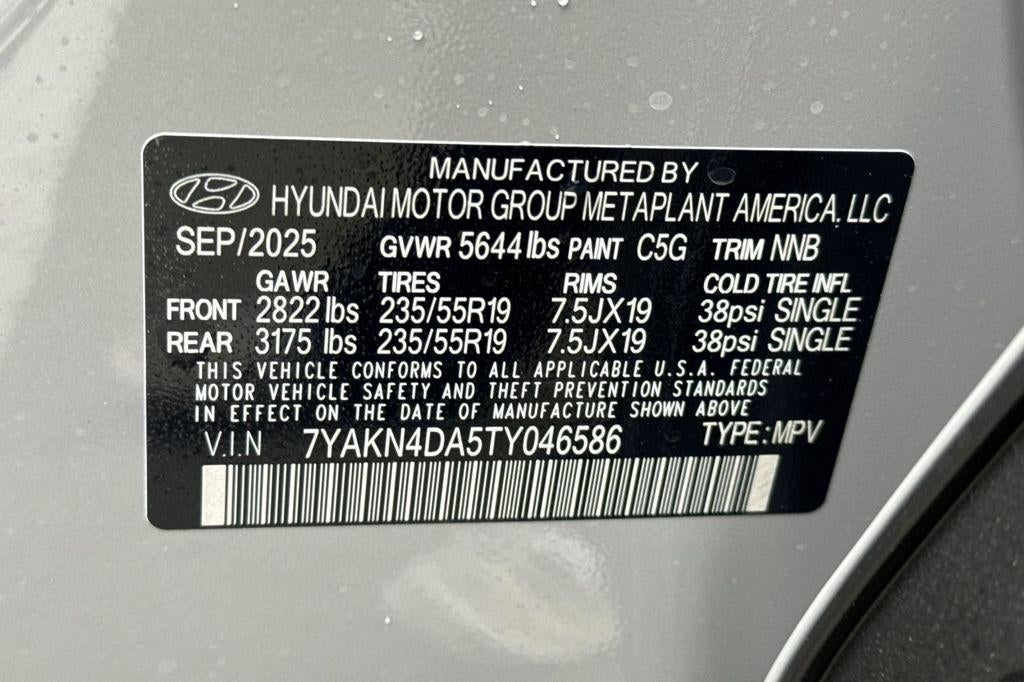 MANUFACTURED BY
HYUNDAI MOTOR GROUP METAPLANT AMERICA, LLC
SEP/2025 GVWR 5644 lbs PAINT C5G TRIM NNB
GAWR TIRES RIMS COLD TIRE INFL
FRONT 2822 lbs 235/55R19 7.5JX19 38psi SINGLE
REAR 3175 lbs 235/55R19 7.5JX19 38psi SINGLE
THIS VEHICLE CONFORMS TO ALL APPLICABLE U.S.A. FEDERAL
MOTOR VEHICLE SAFETY AND THEFT PREVENTION STANDARDS
IN EFFECT ON THE DATE OF MANUFACTURE SHOWN ABOVE
V.I.N 7YAKN4DA5TY046586 TYPE: MPV